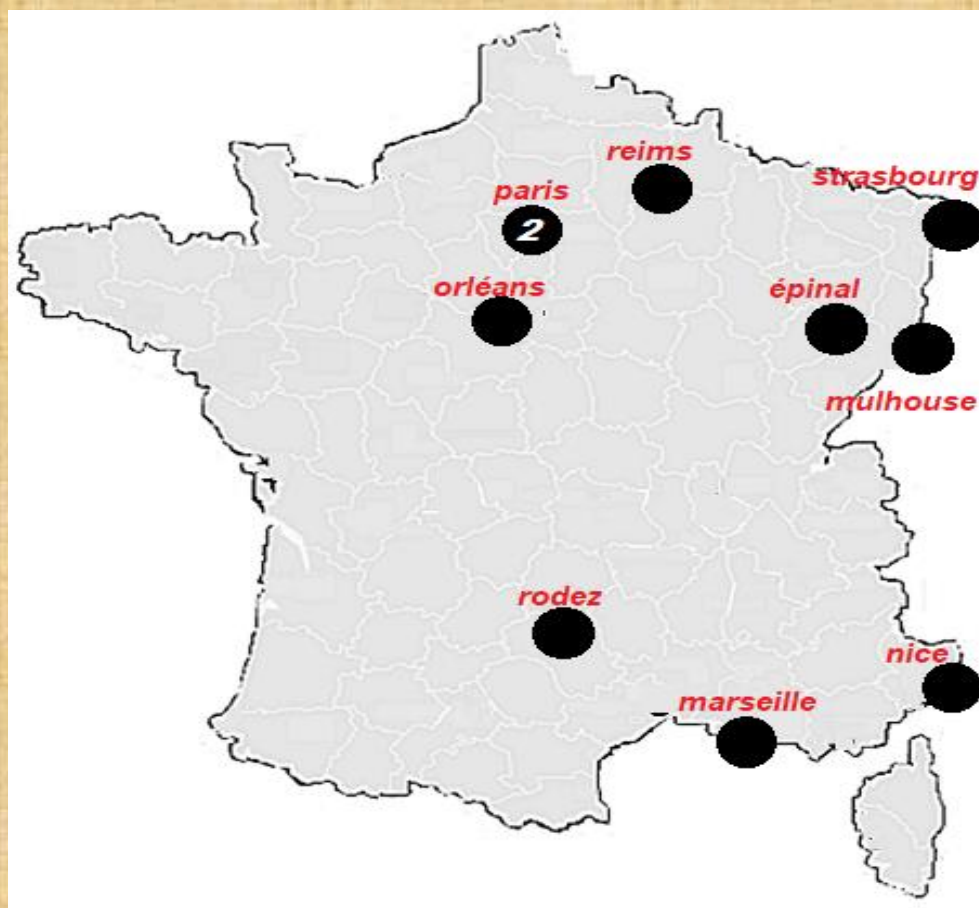 reims
strasbourg
paris
2
orléans
épinal
mulhouse
rodez
nice
marseille